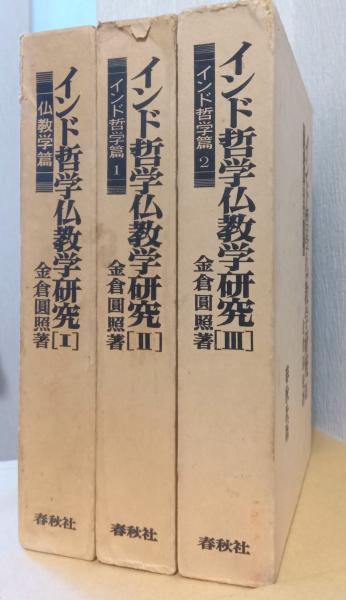 インド哲学仏教学研究[Ⅰ]
仏教学篇
金倉圓照著
春秋社
インド哲学仏教学研究[Ⅱ]
インド哲学篇1
金倉圓照著
春秋社
インド哲学仏教学研究[Ⅲ]
インド哲学篇2
金倉圓照著
春秋社